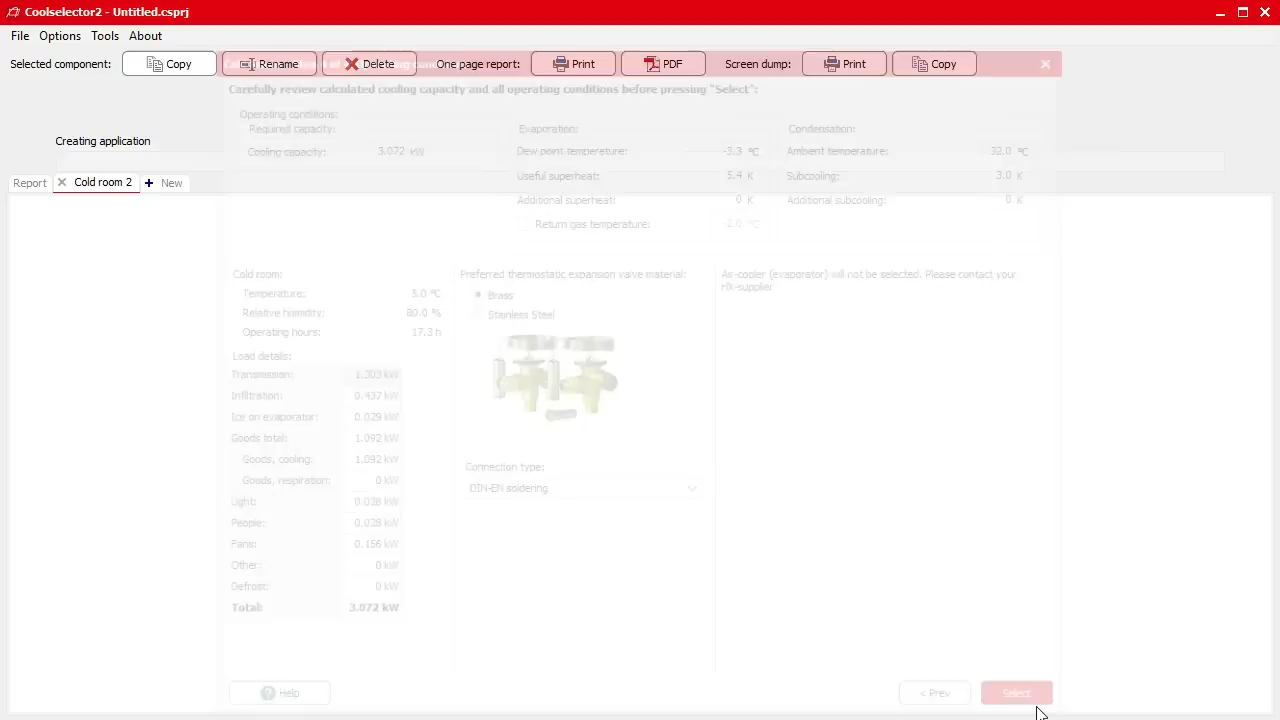 Coolselector2 - Untitled.csprj
File Options Tools About
Selected component: Copy Rename Delete One page report: Print PDF Screen dump: Print Copy
Carefully review calculated cooling capacity and all operating conditions before pressing "Select":
Operating conditions:
Required capacity: Evaporation: Condensation:
Creating application
Cooling capacity: 3.072 kW Dew point temperature: -3.3 °C Ambient temperature: 32.0 °C
Useful superheat: 5.4 K Subcooling: 3.0 K
Report Cold room 2 New
Additional superheat: 0 K Additional subcooling: 0 K
Return gas temperature: -2.0 °C
Cold room: Preferred thermostatic expansion valve material: Air-cooler (evaporator) will not be selected. Please contact your
Temperature: 5.0 °C Brass
Relative humidity: 80.0 % Stainless Steel
Operating hours: 17.3 h
Load details:
Transmission: 1.303 kW
Infiltration: 0.437 kW
Ice on evaporator: 0.029 kW
Goods total: 1.092 kW
Goods, cooling: 1.092 kW
Connection type:
Goods, respiration: 0 kW
DIN-EN soldering
Light: 0.028 kW
People: 0.028 kW
Fans: 0.156 kW
Other: 0 kW
Defrost: 0 kW
Total: 3.072 kW
Help < Prev Select